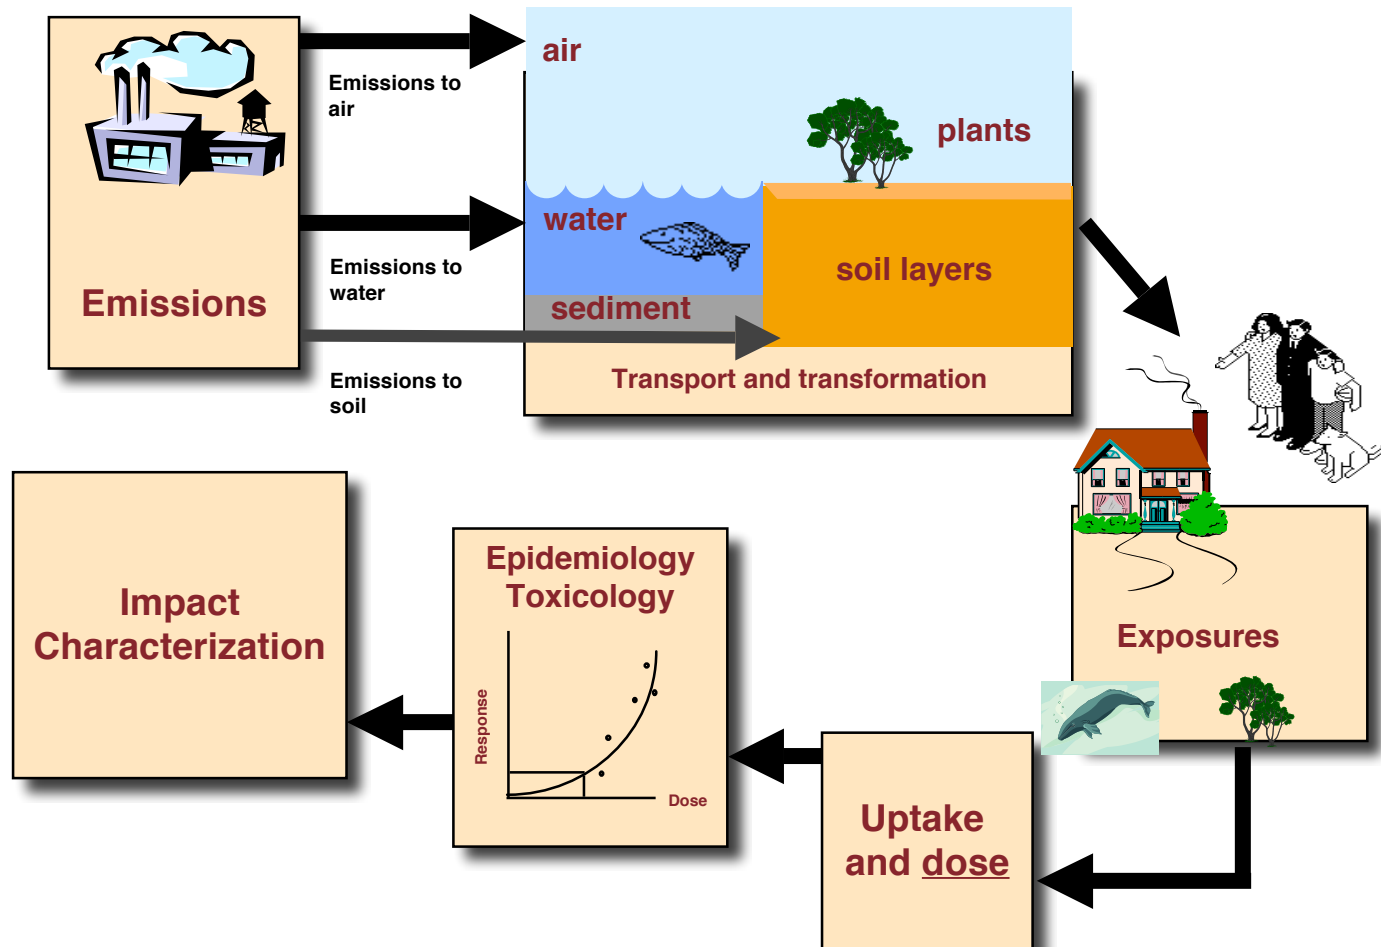 Emissions
Emissions to
air
Emissions to
water
Emissions to
soil
air
plants
water
soil layers
sediment
Transport and transformation
Exposures
Uptake
and dose
Epidemiology
Toxicology
Response
Dose
Impact
Characterization